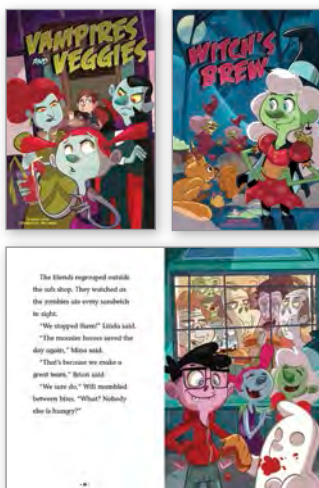 VAMPIRES
AND
VEGGIES
WITCH'S
BREW
The friends regrouped outside
the sub shop. They watched as
the zombies ate every sandwich
in sight.
"We stopped them!" Linda said.
"The monster heroes saved the
day again," Mina said.
"That's because we make a
great team," Brian said.
"We sure do," Will mumbled
between bites. "What? Nobody
else is hungry?"